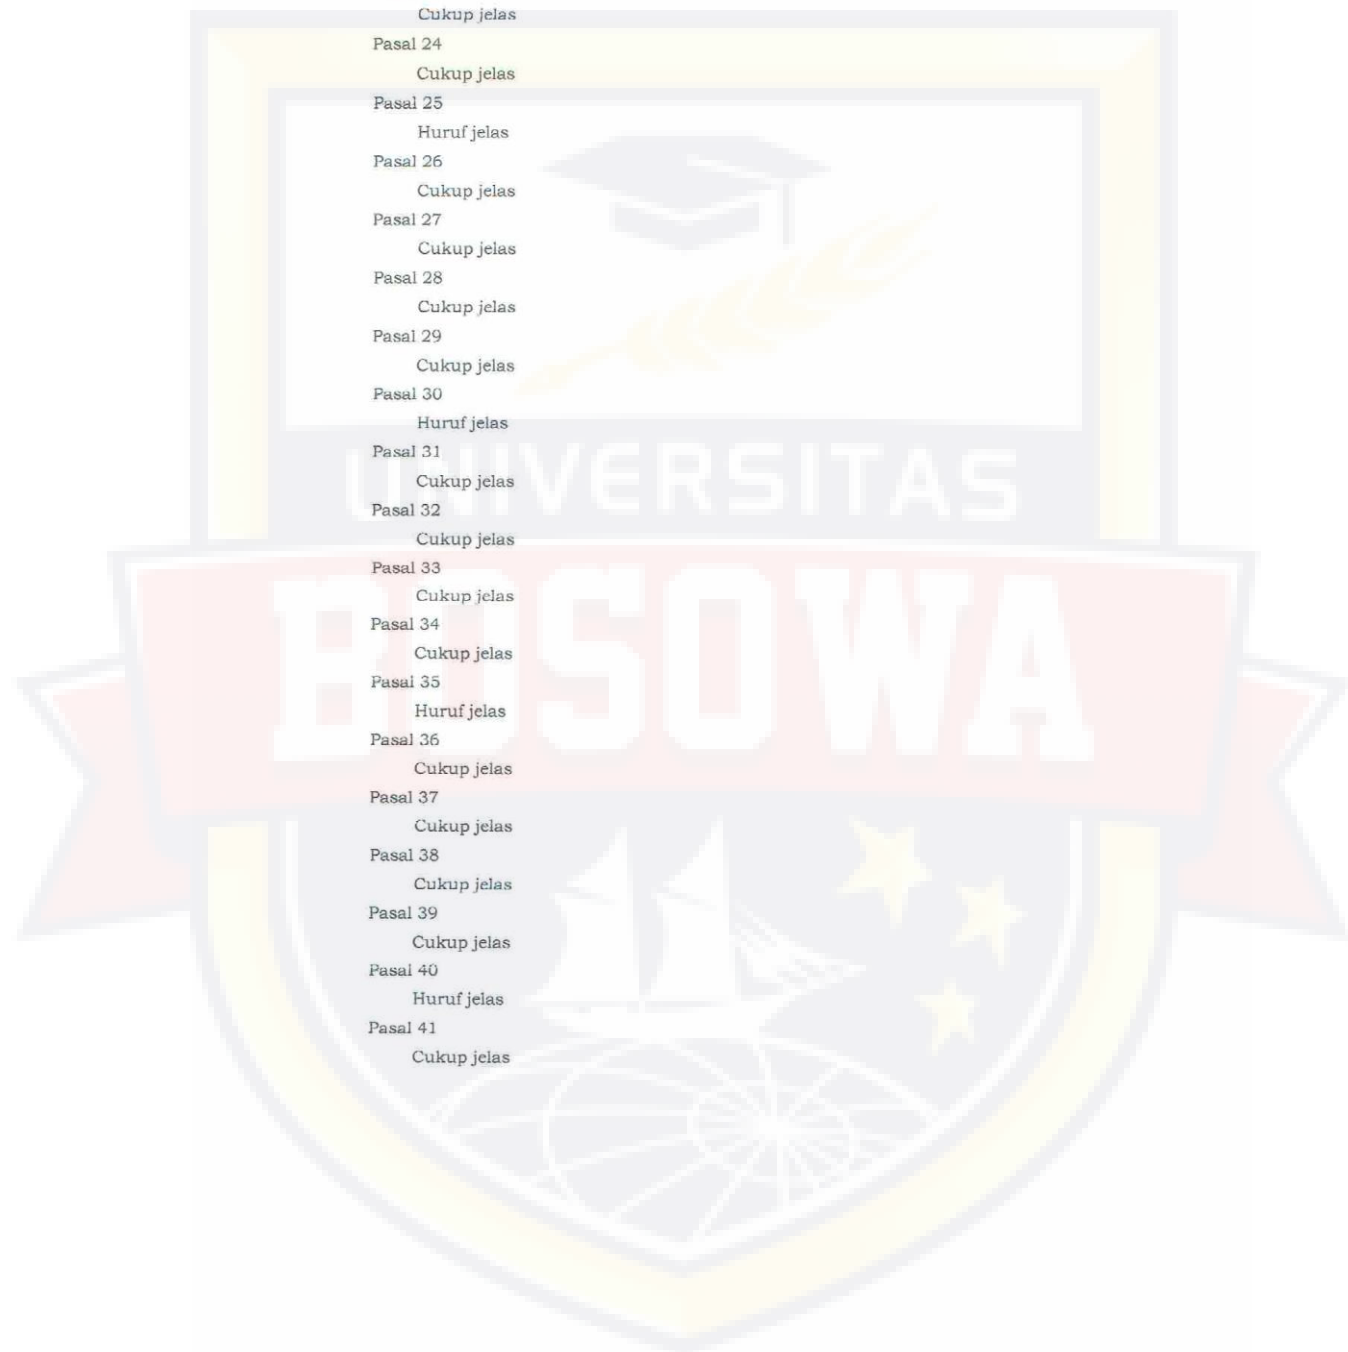 Cukup jelas
Pasal 24
Cukup jelas
Pasal 25
Huruf jelas
Pasal 26
Cukup jelas
Pasal 27
Cukup jelas
Pasal 28
Cukup jelas
Pasal 29
Cukup jelas
Pasal 30
Huruf jelas
Pasal 31
Cukup jelas
Pasal 32
Cukup jelas
Pasal 33
Cukup jelas
Pasal 34
Cukup jelas
Pasal 35
Huruf jelas
Pasal 36
Cukup jelas
Pasal 37
Cukup jelas
Pasal 38
Cukup jelas
Pasal 39
Cukup jelas
Pasal 40
Huruf jelas
Pasal 41
Cukup jelas
UNIVERSITAS
BOSOWA